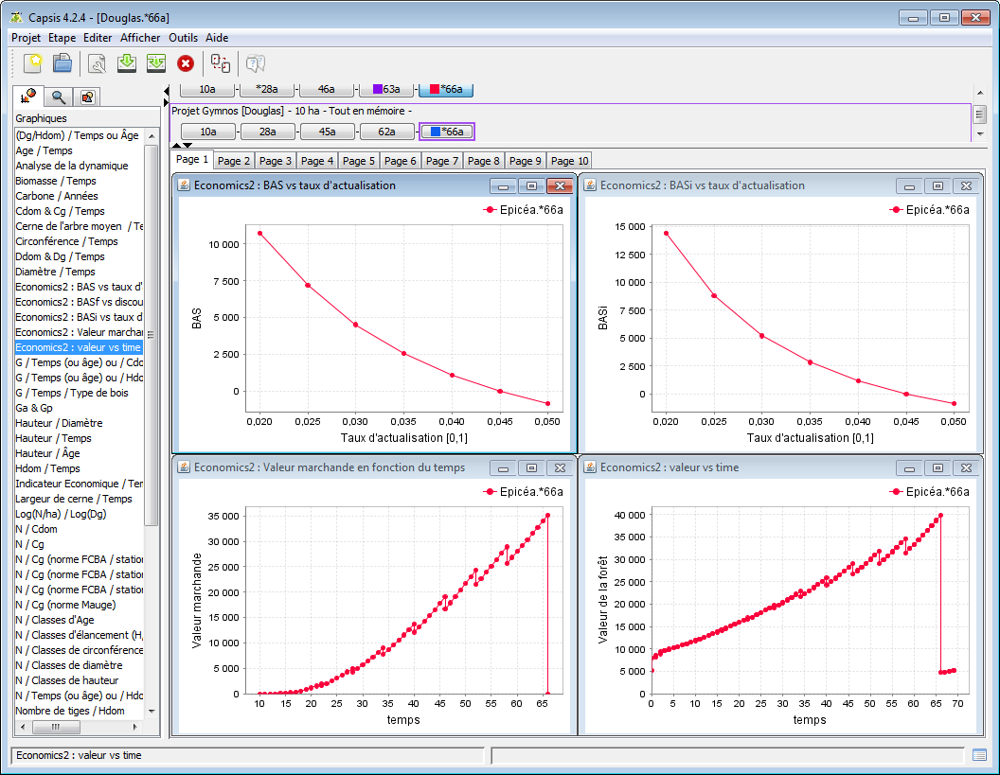 Capsis 4.2.4 - [Douglas.*66a]
Projet Etape Editer Afficher Outils Aide
10a *28a 46a 63a *66a
Graphiques
Projet Gymnos [Douglas] - 10 ha - Tout en mémoire -
10a 28a 45a 62a *66a
Page 1 Page 2 Page 3 Page 4 Page 5 Page 6 Page 7 Page 8 Page 9 Page 10
(Dg/Hdom) / Temps ou Âge
Age / Temps
Analyse de la dynamique
Biomasse / Temps
Carbone / Années
Cdom & Cg / Temps
Cerne de l'arbre moyen / Te
Circonférence / Temps
Ddom & Dg / Temps
Diamètre / Temps
Economics2 : BAS vs taux d'
Economics2 : BASf vs discou
Economics2 : BASi vs taux d
Economics2 : Valeur marchan
Economics2 : valeur vs time
G / Temps (ou âge) ou / Cdo
G / Temps (ou âge) ou / Hdo
G / Temps / Type de bois
Ga & Gp
Hauteur / Diamètre
Hauteur / Temps
Hauteur / Âge
Hdom / Temps
Indicateur Economique / Ter
Largeur de cerne / Temps
Log(N/ha) / Log(Dg)
N / Cdom
N / Cg
N / Cg (norme FCBA / station
N / Cg (norme FCBA / station
N / Cg (norme FCBA / station
N / Cg (norme Mauge)
N / Classes d'Age
N / Classes d'élancement (H,
N / Classes de circonférence
N / Classes de diamètre
N / Classes de hauteur
N / Temps (ou âge) ou / Hdo
Nombre de tiges / Hdom
Economics2 : BAS vs taux d'actualisation
Epicéa.*66a
10 000
7 500
5 000
2 500
0
BAS
0,020 0,025 0,030 0,035 0,040 0,045 0,050
Taux d'actualisation [0,1]
Economics2 : BASi vs taux d'actualisation
Epicéa.*66a
15 000
12 500
10 000
7 500
5 000
2 500
0
BASi
0,020 0,025 0,030 0,035 0,040 0,045 0,050
Taux d'actualisation [0,1]
Economics2 : Valeur marchande en fonction du temps
Epicéa.*66a
35 000
30 000
25 000
20 000
15 000
10 000
5 000
0
Valeur marchande
10 15 20 25 30 35 40 45 50 55 60 65
temps
Economics2 : valeur vs time
Epicéa.*66a
40 000
35 000
30 000
25 000
20 000
15 000
10 000
5 000
0
Valeur de la forêt
0 5 10 15 20 25 30 35 40 45 50 55 60 65 70
temps
Economics2 : valeur vs time